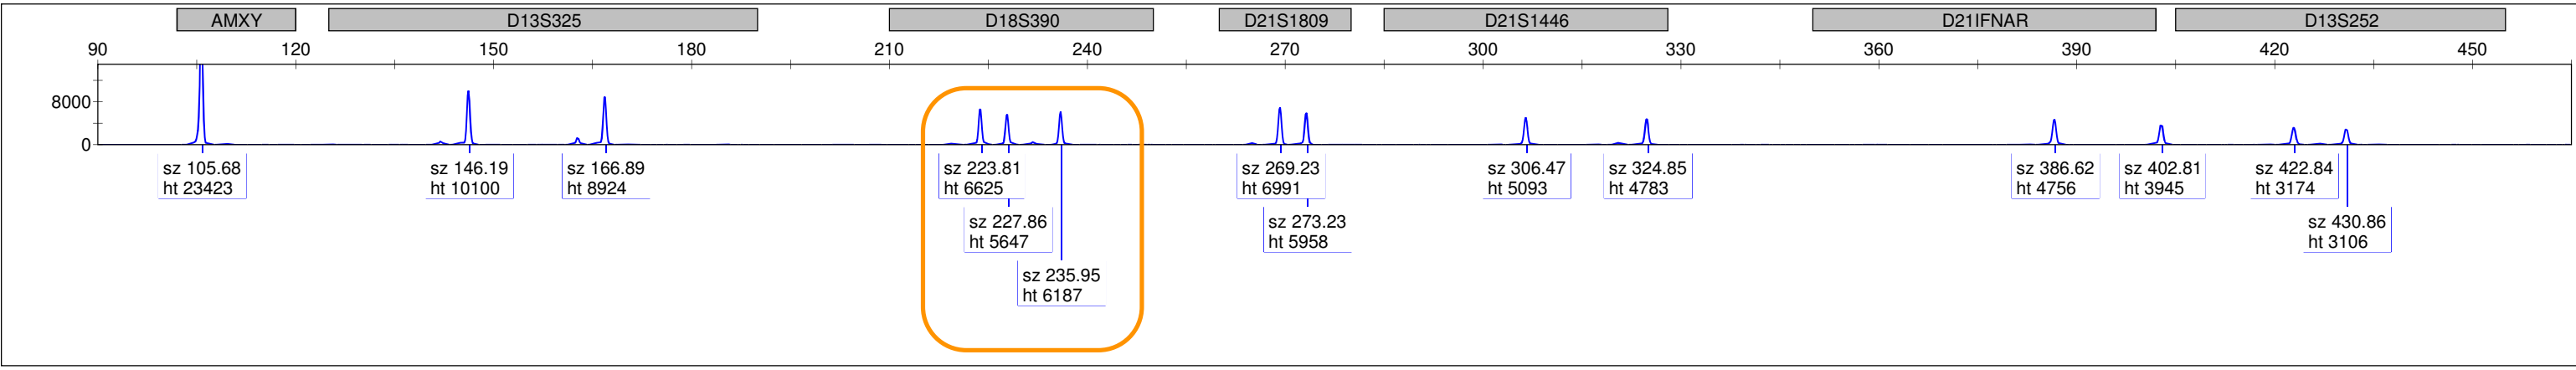 AMXY D13S325 D18S390 D21S1809 D21S1446 D21IFNAR D13S252
90 120 150 180 210 240 270 300 330 360 390 420 450
8000
0
sz 105.68 sz 146.19 sz 166.89 sz 223.81 sz 269.23 sz 306.47 sz 324.85 sz 386.62 sz 402.81 sz 422.84
ht 23423 ht 10100 ht 8924 ht 6625 ht 6991 ht 5093 ht 4783 ht 4756 ht 3945 ht 3174
sz 227.86 sz 273.23 sz 430.86
ht 5647 ht 5958 ht 3106
sz 235.95
ht 6187